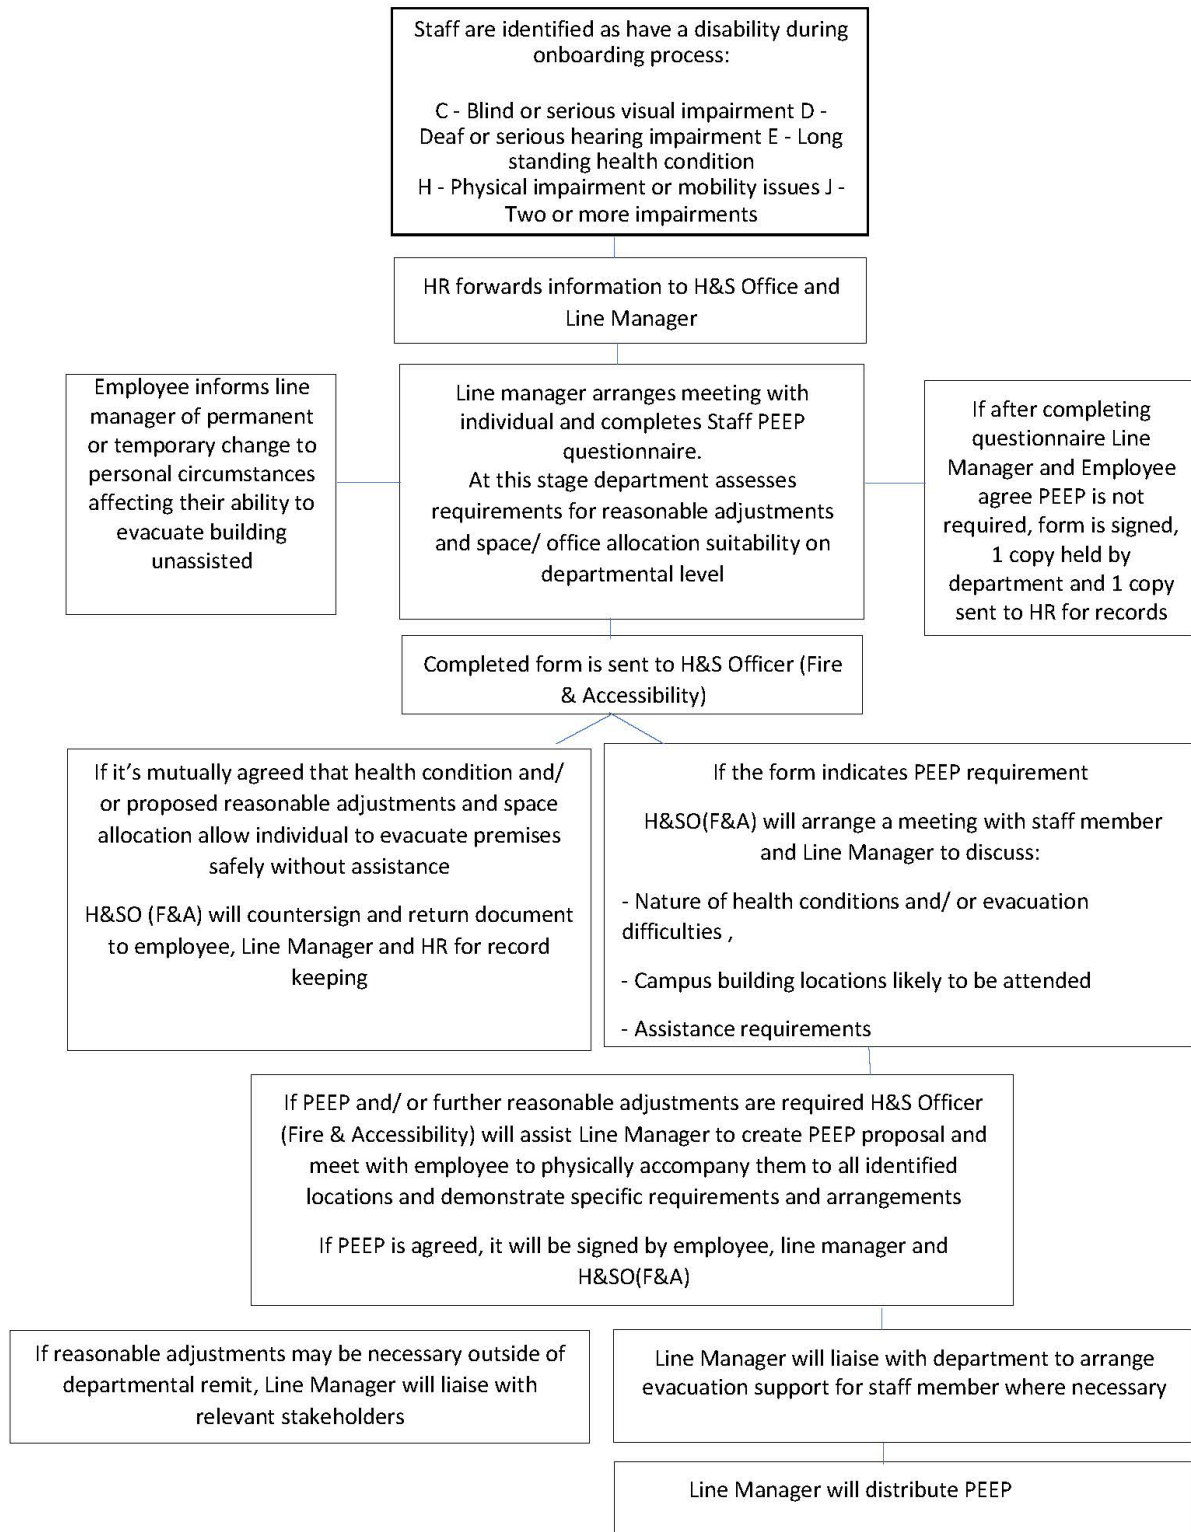 Staff are identified as have a disability during
onboarding process:
C - Blind or serious visual impairment D -
Deaf or serious hearing impairment E - Long
standing health condition
H - Physical impairment or mobility issues J -
Two or more impairments
HR forwards information to H&S Office and
Line Manager
Employee informs line
manager of permanent
or temporary change to
personal circumstances
affecting their ability to
evacuate building
unassisted
Line manager arranges meeting with
individual and completes Staff PEEP
questionnaire.
At this stage department assesses
requirements for reasonable adjustments
and space/ office allocation suitability on
departmental level
If after completing
questionnaire Line
Manager and Employee
agree PEEP is not
required, form is signed,
1 copy held by
department and 1 copy
sent to HR for records
Completed form is sent to H&S Officer (Fire
& Accessibility)
If it’s mutually agreed that health condition and/
or proposed reasonable adjustments and space
allocation allow individual to evacuate premises
safely without assistance
H&SO (F&A) will countersign and return document
to employee, Line Manager and HR for record
keeping
If the form indicates PEEP requirement
H&SO(F&A) will arrange a meeting with staff member
and Line Manager to discuss:
- Nature of health conditions and/ or evacuation
difficulties ,
- Campus building locations likely to be attended
- Assistance requirements
If PEEP and/ or further reasonable adjustments are required H&S Officer
(Fire & Accessibility) will assist Line Manager to create PEEP proposal and
meet with employee to physically accompany them to all identified
locations and demonstrate specific requirements and arrangements
If PEEP is agreed, it will be signed by employee, line manager and
H&SO(F&A)
If reasonable adjustments may be necessary outside of
departmental remit, Line Manager will liaise with
relevant stakeholders
Line Manager will liaise with department to arrange
evacuation support for staff member where necessary
Line Manager will distribute PEEP